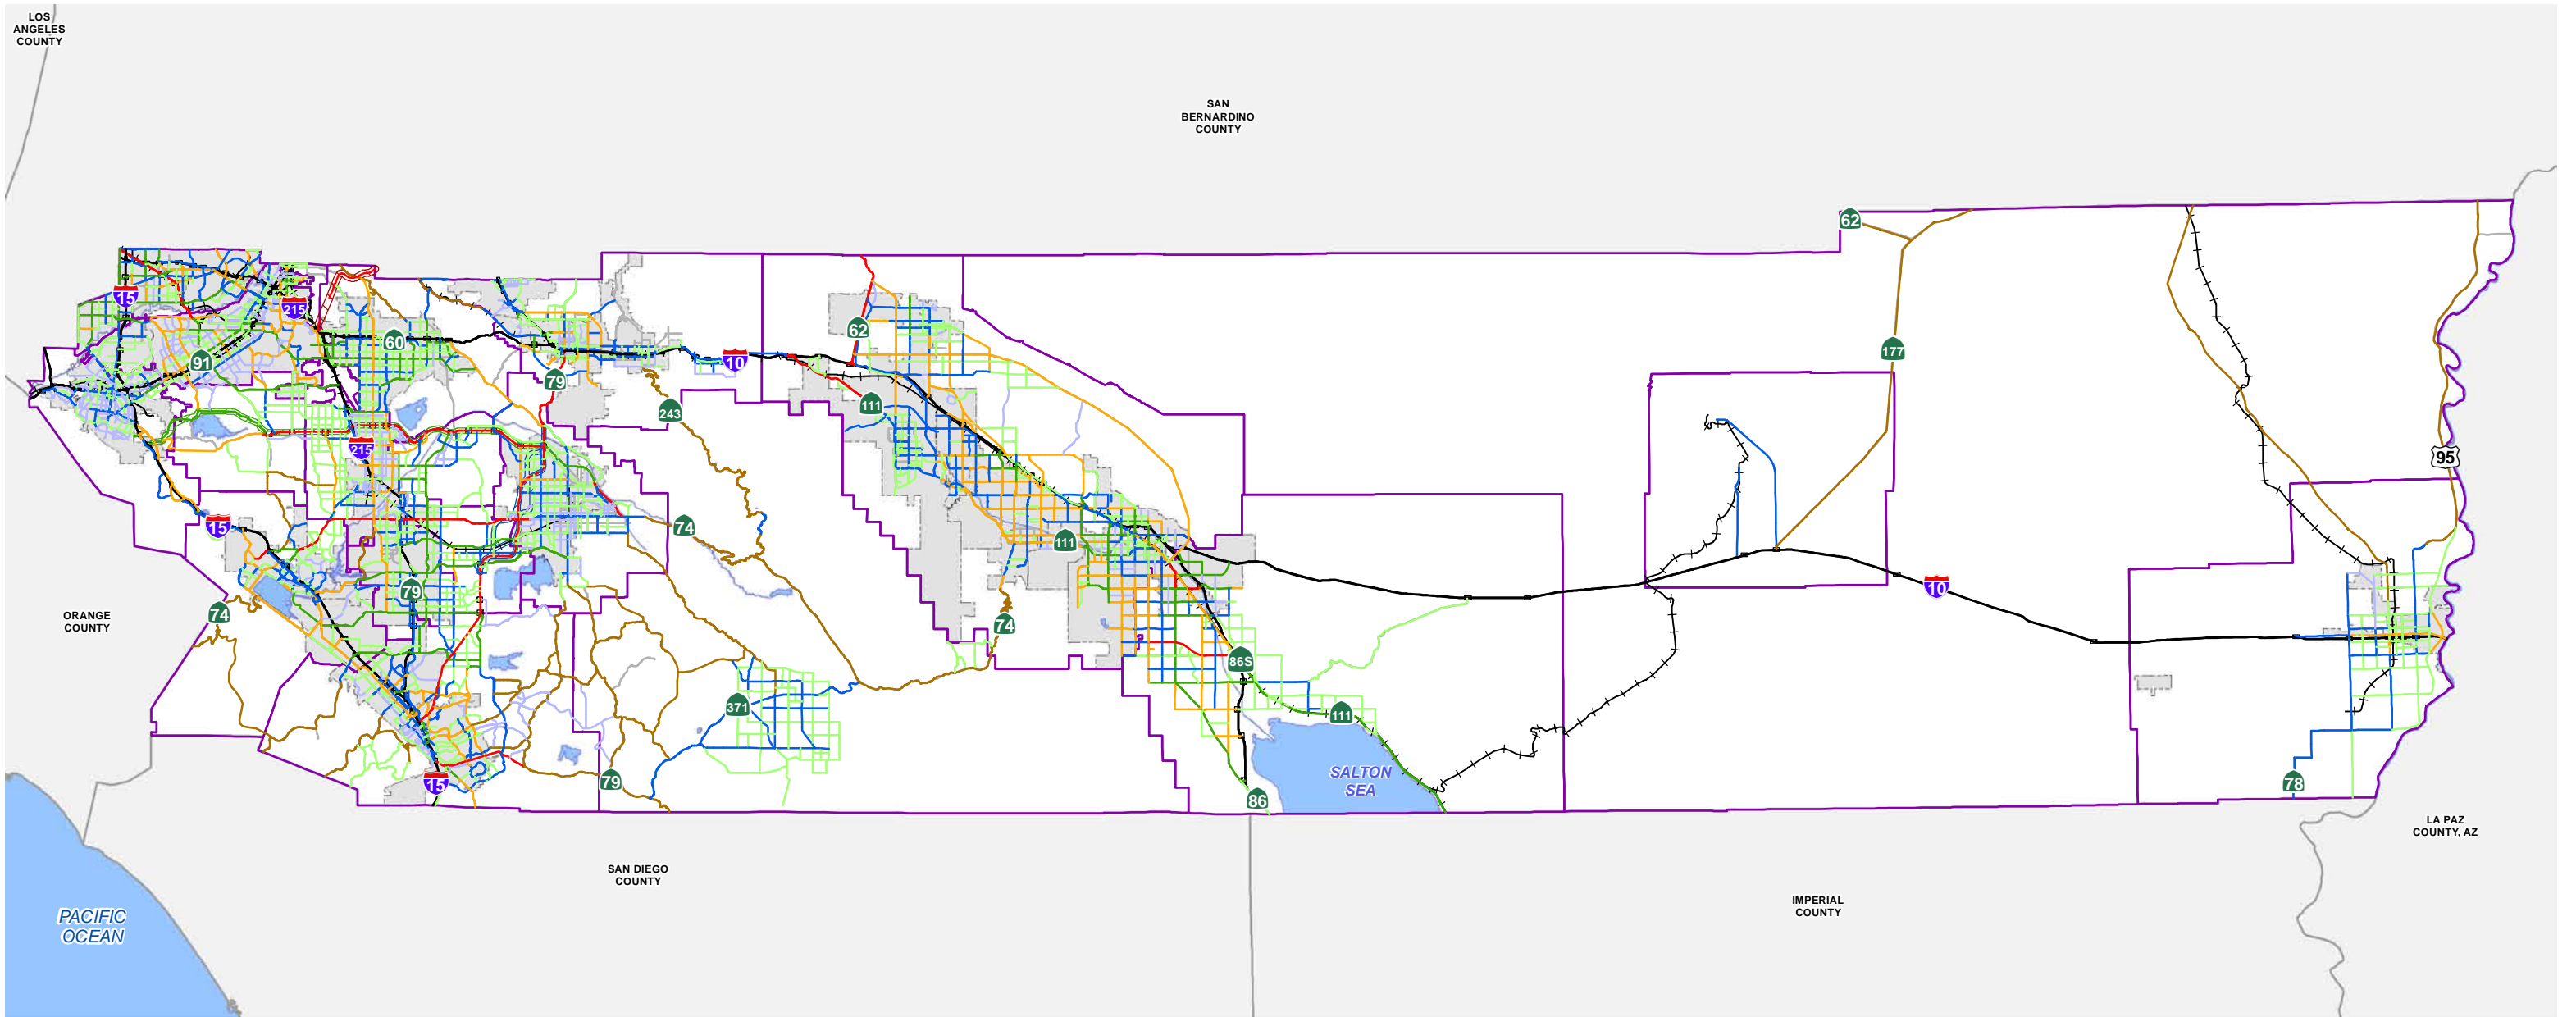 LOS
ANGELES
COUNTY
SAN
BERNARDINO
COUNTY
62
15
215
62
60
177
91
10
79
111
243
215
95
15
74
111
10
79
74
ORANGE
COUNTY
74
86S
371
111
SALTON
SEA
79
15
78
86
LA PAZ
COUNTY, AZ
SAN DIEGO
COUNTY
IMPERIAL
COUNTY
PACIFIC
OCEAN